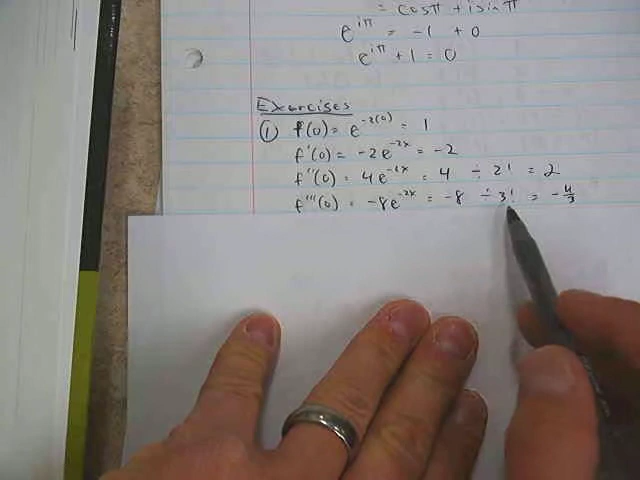 = cosπ + i sinπ
e^{iπ} = -1 + 0
e^{iπ} + 1 = 0
Exercises
① f(0) = e^{-2(0)} = 1
f'(0) = -2e^{-2x} = -2
f''(0) = 4e^{-2x} = 4 ÷ 2! = 2
f'''(0) = -8e^{-2x} = -8 ÷ 3! = -4/3